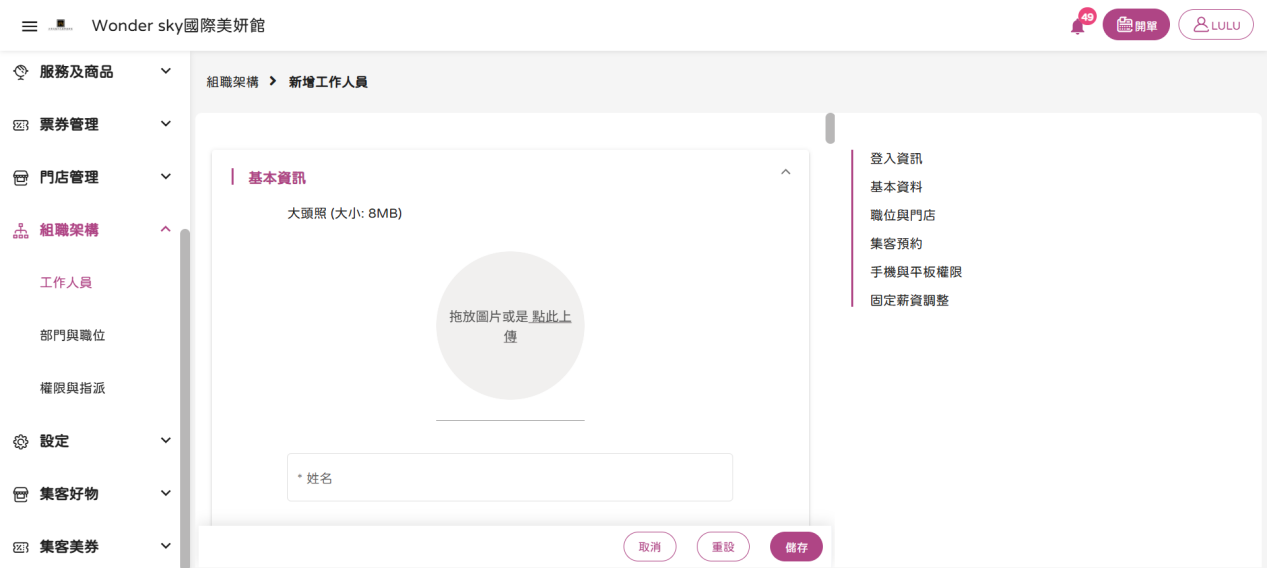 Wonder sky國際美妍館
49
開單
LULU
服務及商品
票券管理
門店管理
組職架構
工作人員
部門與職位
權限與指派
設定
集客好物
集客美券
組職架構
新增工作人員
基本資訊
大頭照 (大小: 8MB)
拖放圖片或是 點此上
傳
* 姓名
取消
重設
儲存
登入資訊
基本資料
職位與門店
集客預約
手機與平板權限
固定薪資調整